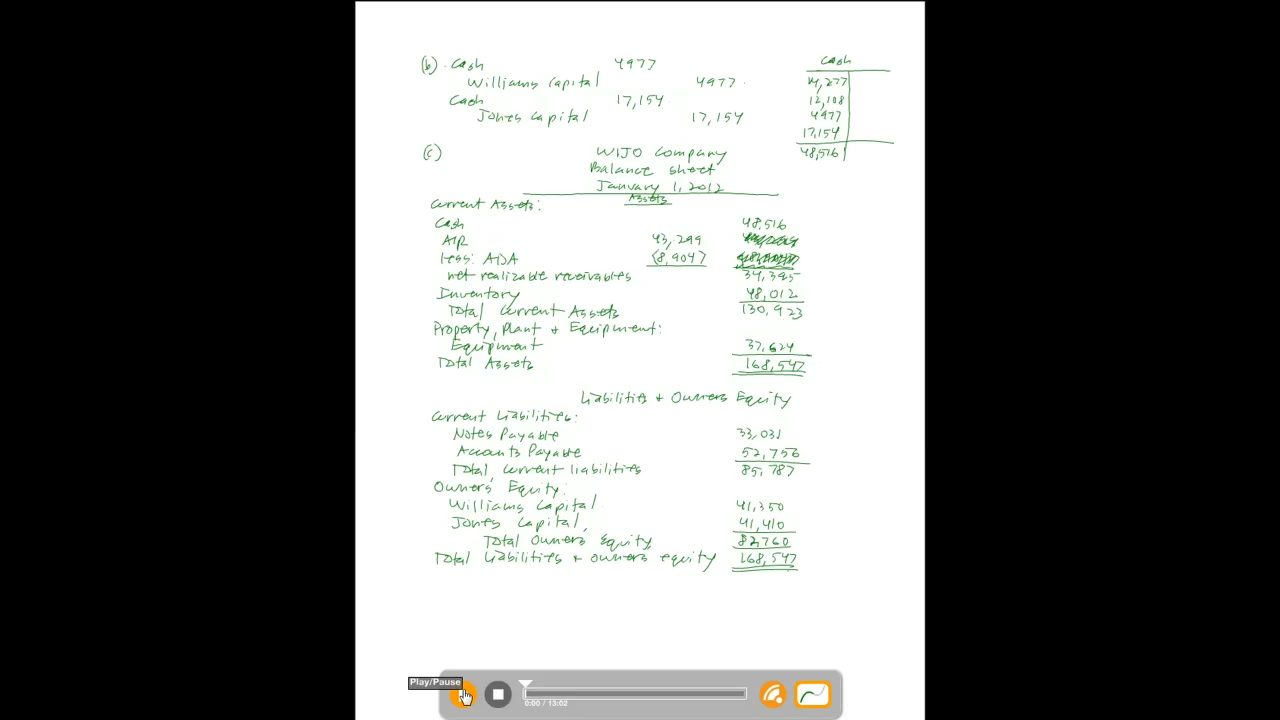 (b) . Cash 4977
Williams Capital 4977
Cash 17,154
Jones Capital 17,154
Cash
14,277
12,108
4977
17,154
48,516
(c) WIJO Company
Balance Sheet
January 1, 2012
Assets
Current Assets:
Cash 48,516
A/R 43,299
less: ADA (8,904)
net realizable receivables 34,395
Inventory 48,012
Total Current Assets 130,923
Property, Plant + Equipment:
Equipment 37,624
Total Assets 168,547
Liabilities + Owners Equity
Current Liabilities:
Notes Payable 33,031
Accounts Payable 52,756
Total current liabilities 85,787
Owners' Equity:
Williams Capital 41,350
Jones Capital, 41,410
Total Owners Equity 82,760
Total Liabilities + owners equity 168,547
Play/Pause
0:00 / 13:02